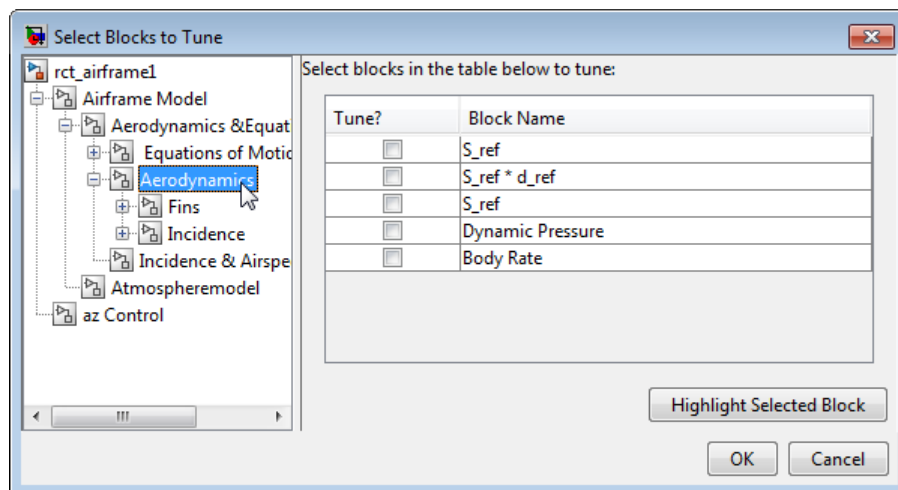 Select Blocks to Tune
rct_airframe1
Airframe Model
Aerodynamics &Equat
Equations of Motic
Aerodynamics
Fins
Incidence
Incidence & Airspe
Atmospheremodel
az Control
Select blocks in the table below to tune:
Tune? Block Name
S_ref
S_ref * d_ref
S_ref
Dynamic Pressure
Body Rate
Highlight Selected Block
OK Cancel